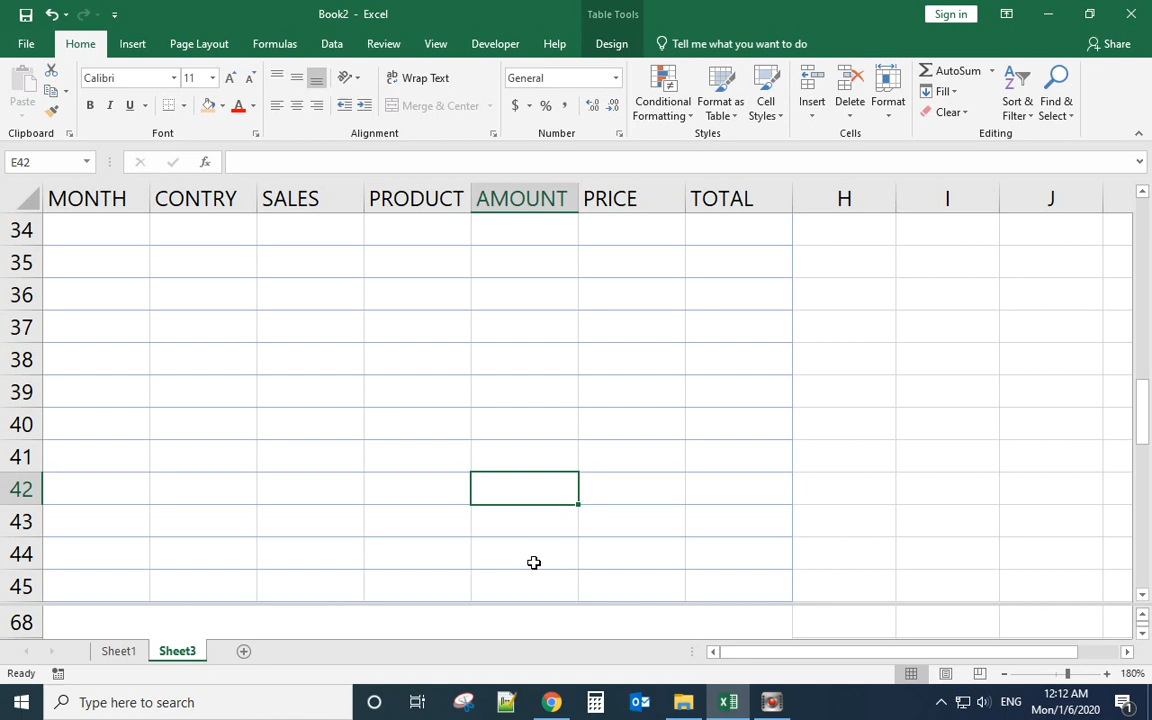 Book2 - Excel
Table Tools
Sign in
File
Home
Insert
Page Layout
Formulas
Data
Review
View
Developer
Help
Design
Tell me what you want to do
Share
Paste
Calibri
11
B I U
A
Wrap Text
Merge & Center
General
$ % ,
Conditional Formatting
Format as Table
Cell Styles
Insert
Delete
Format
AutoSum
Fill
Clear
Sort & Filter
Find & Select
Clipboard
Font
Alignment
Number
Styles
Cells
Editing
E42
fx
MONTH CONTRY SALES PRODUCT AMOUNT PRICE TOTAL H I J
34
35
36
37
38
39
40
41
42
43
44
45
68
Sheet1
Sheet3
Ready
180%
Type here to search
ENG
12:12 AM
Mon/1/6/2020
1